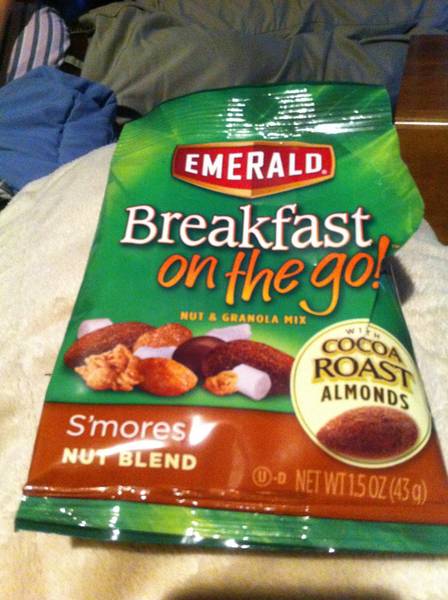 EMERALD®
Breakfast
on the go!™
NUT & GRANOLA MIX
WITH
COCOA
ROAST
ALMONDS
S'mores
NUT BLEND
U-D NET WT 1.5 OZ (43 g)